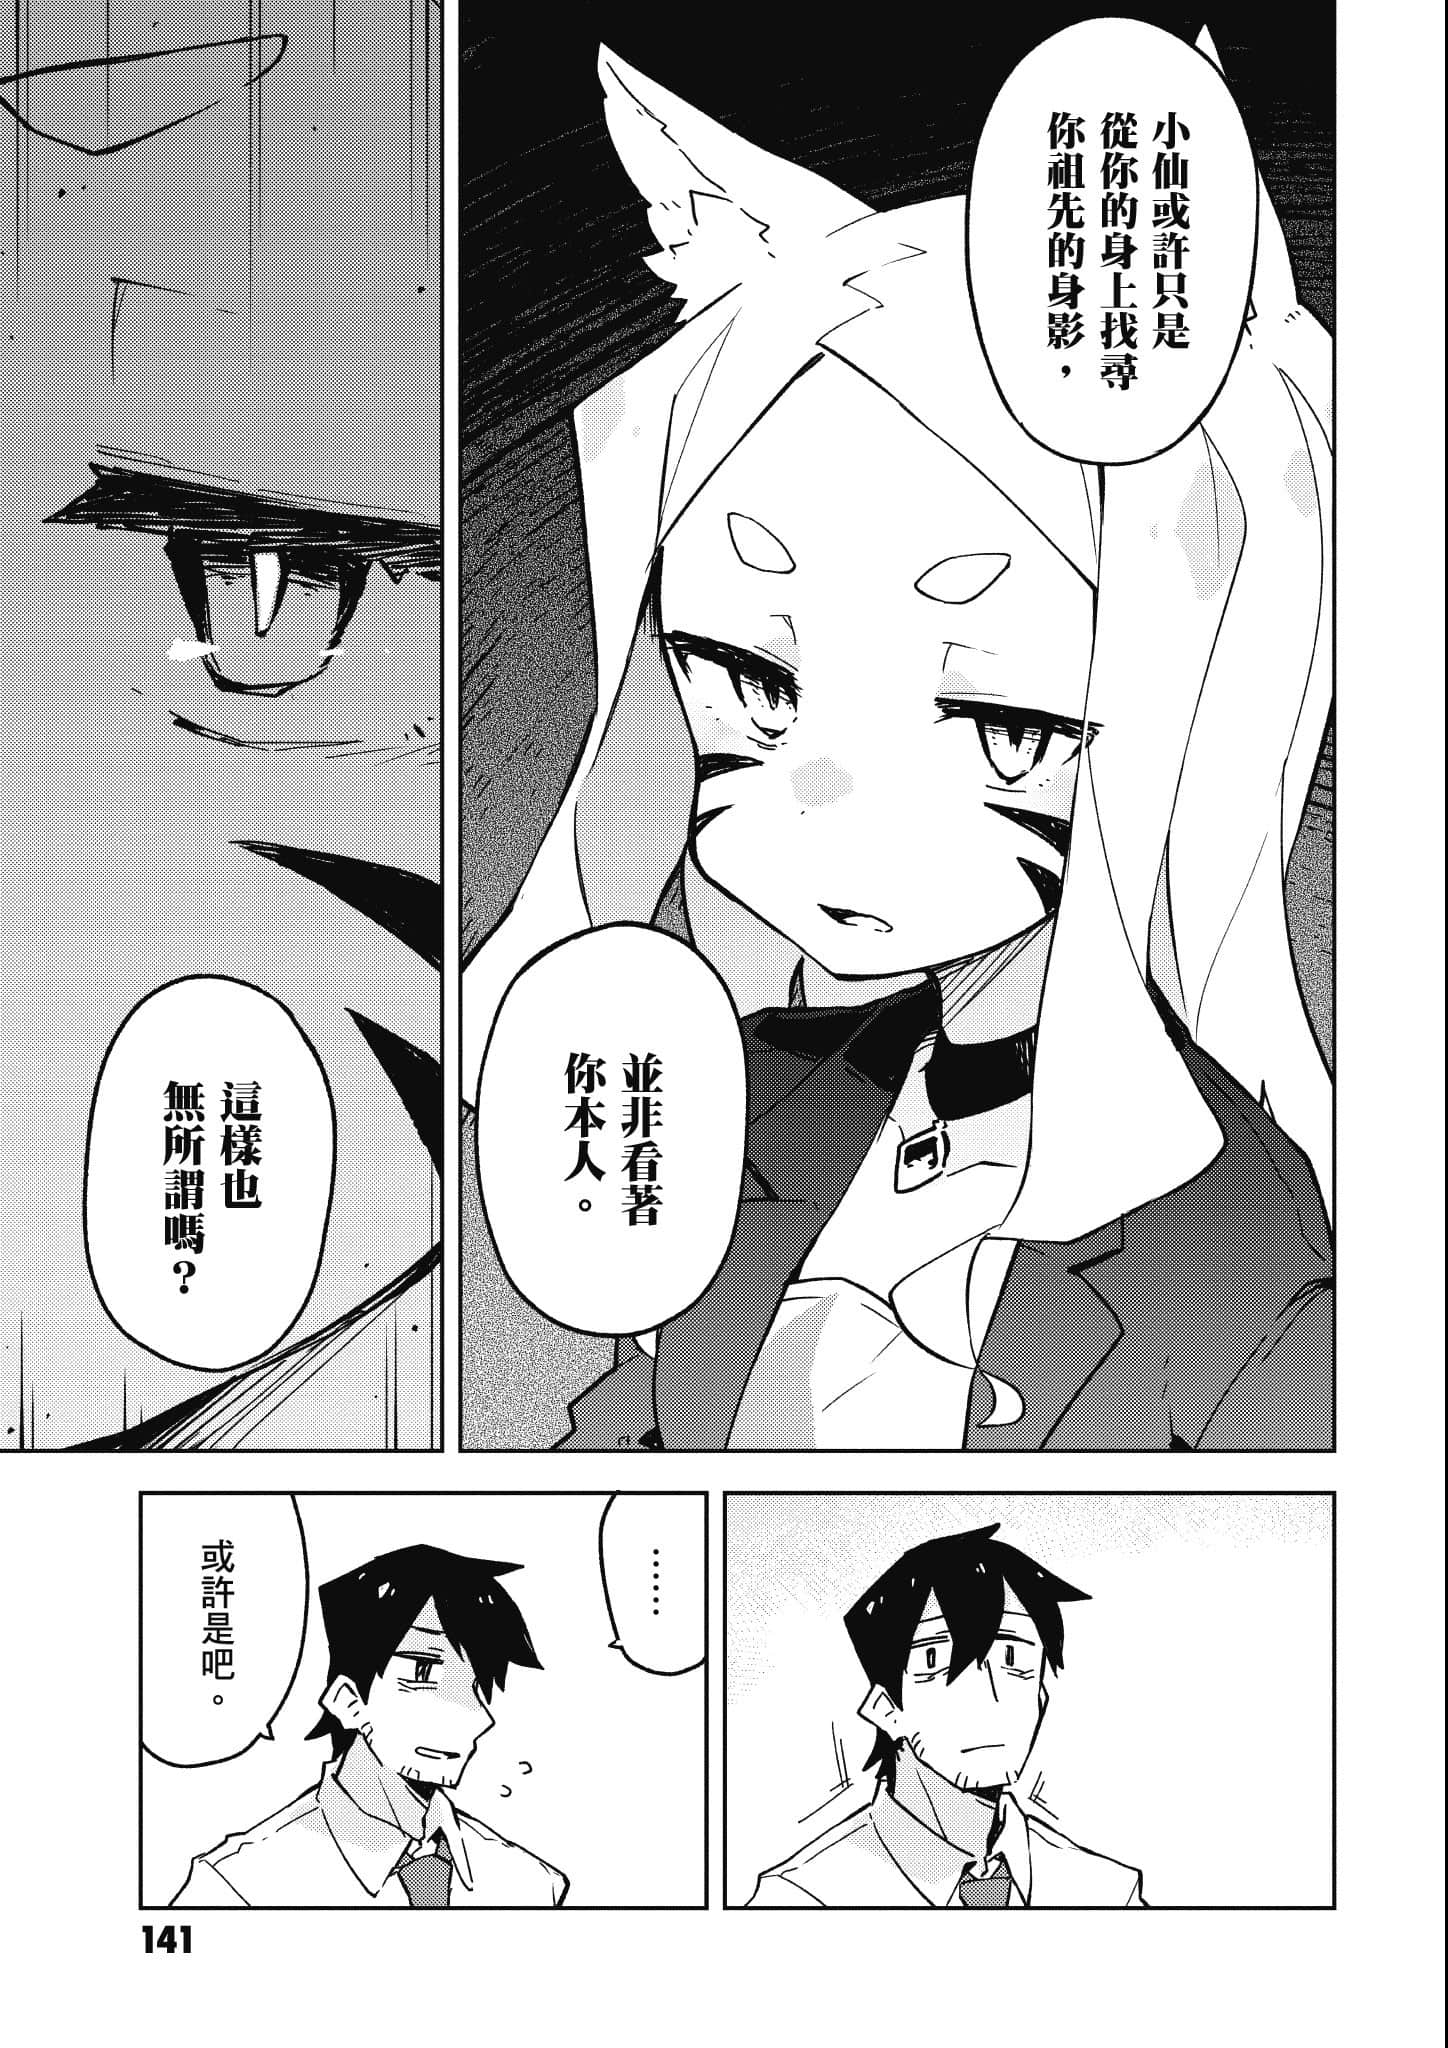 小仙或許只是
從你的身上找尋
你祖先的身影，
並非看著
你本人。
這樣也
無所謂嗎？
……
或許是吧。
141